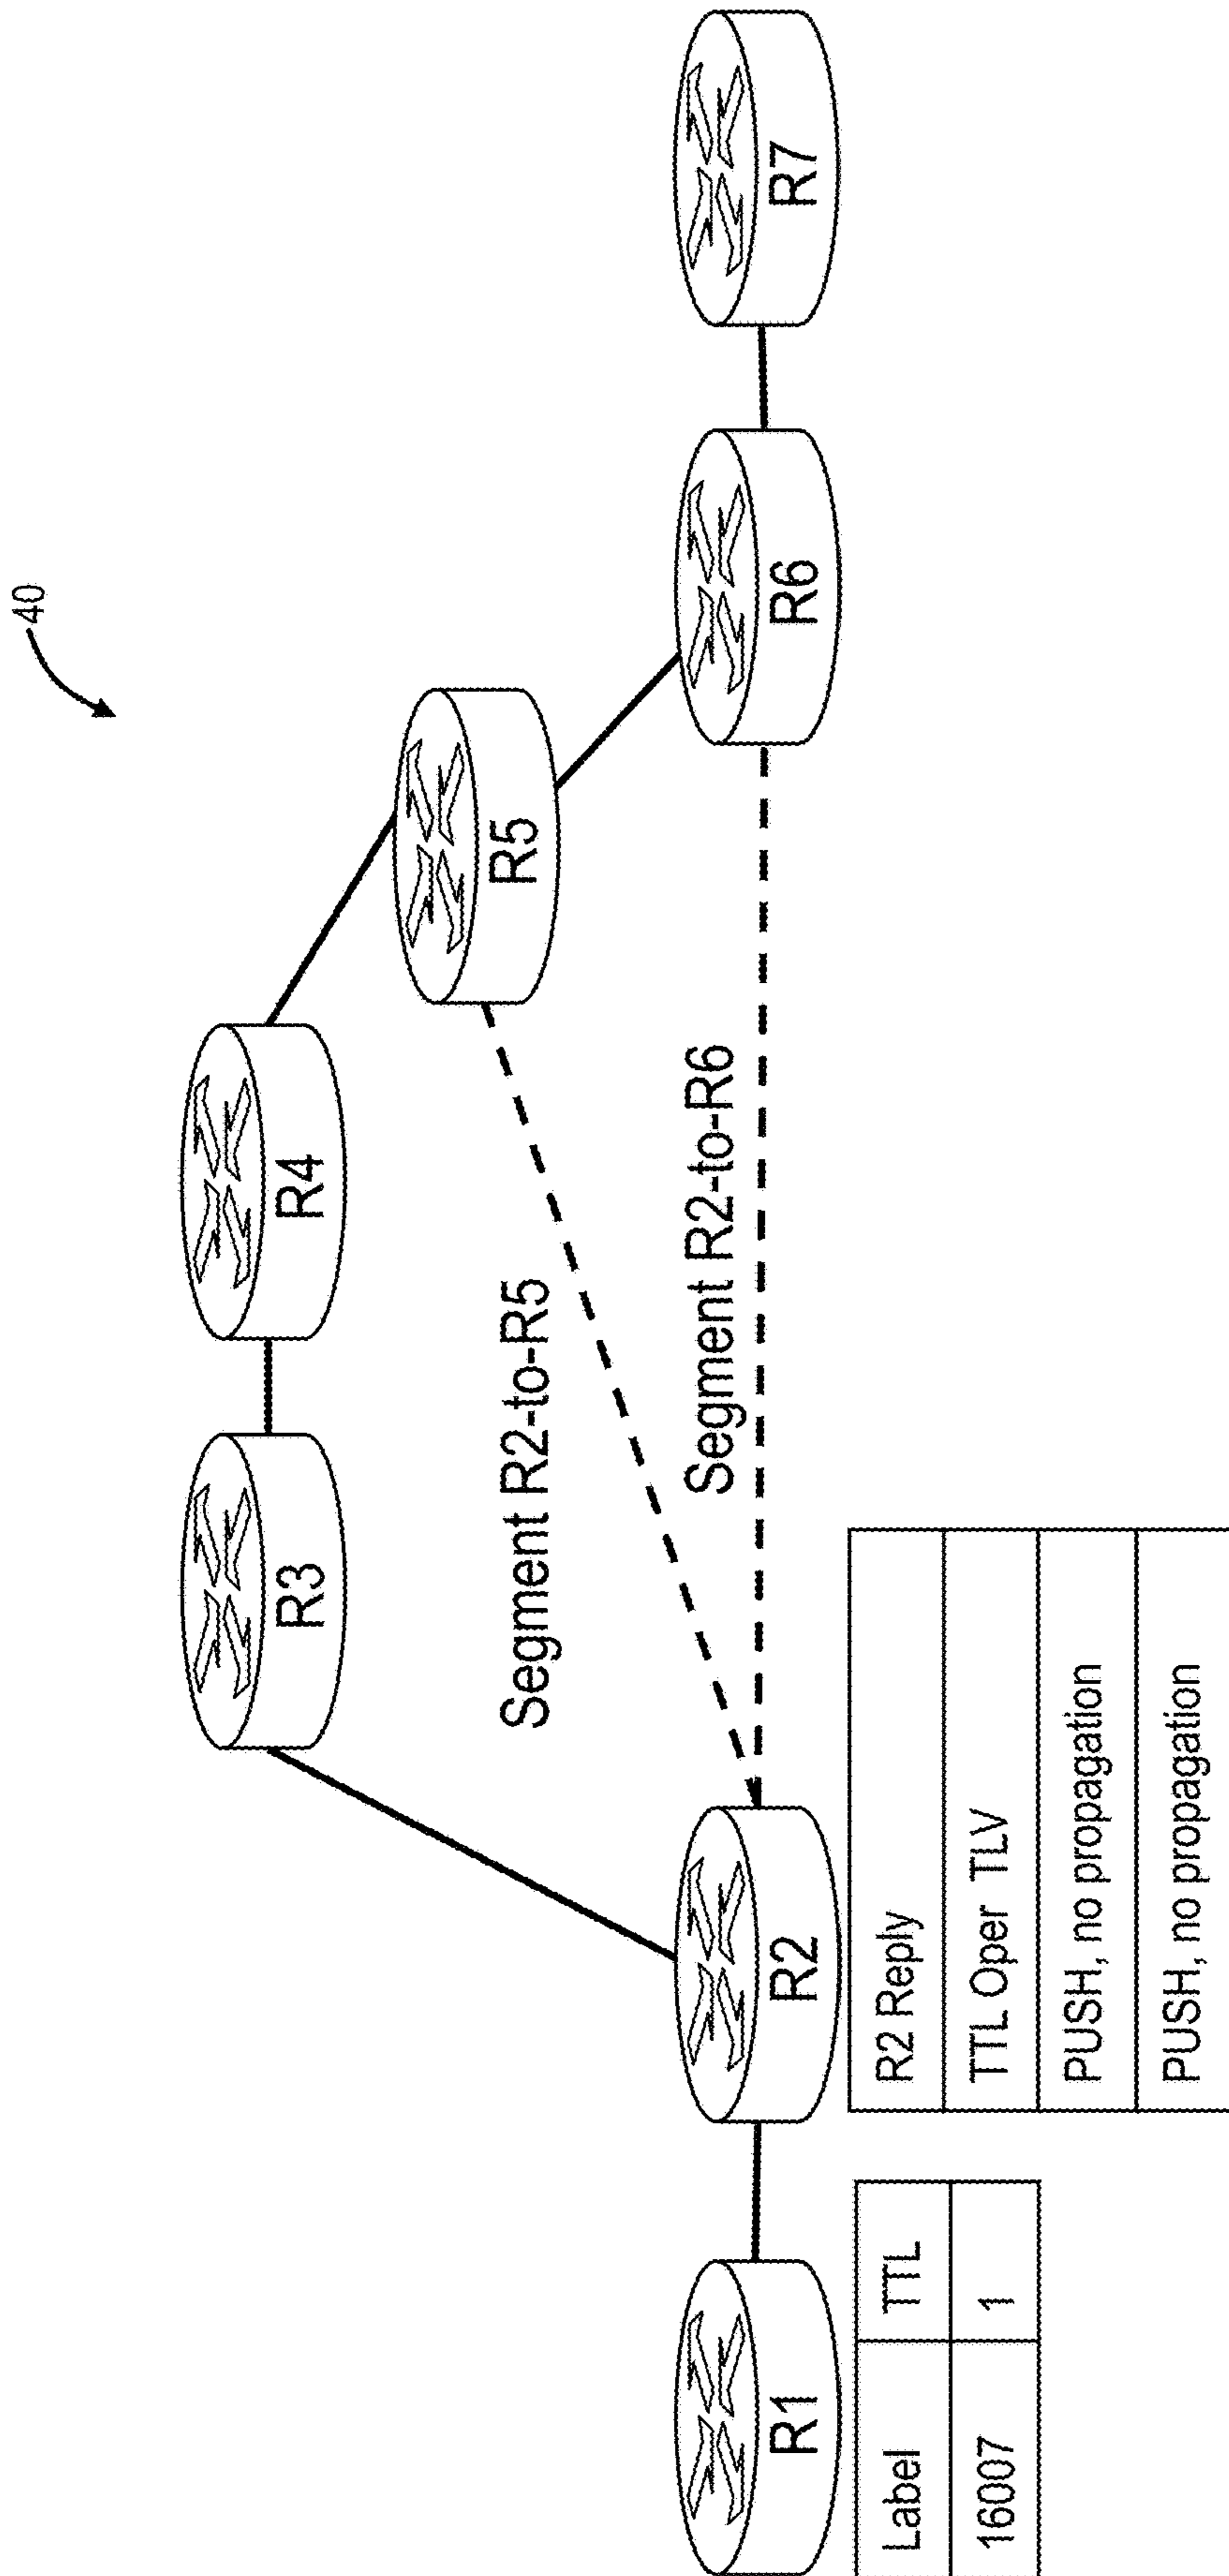 40
R3
R4
R5
Segment R2-to-R5
Segment R2-to-R6
R1
R2
R6
R7
Label TTL
16007 1
R2 Reply
TTL Oper TLV
PUSH, no propagation
PUSH, no propagation